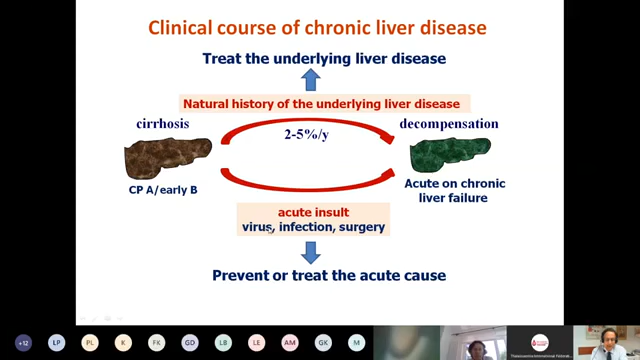 Clinical course of chronic liver disease
Treat the underlying liver disease
Natural history of the underlying liver disease
cirrhosis
decompensation
2-5%/y
CP A/early B
Acute on chronic
liver failure
acute insult
virus, infection, surgery
Prevent or treat the acute cause
+12
LP
PL
K
FK
GD
LB
LE
AM
GK
M